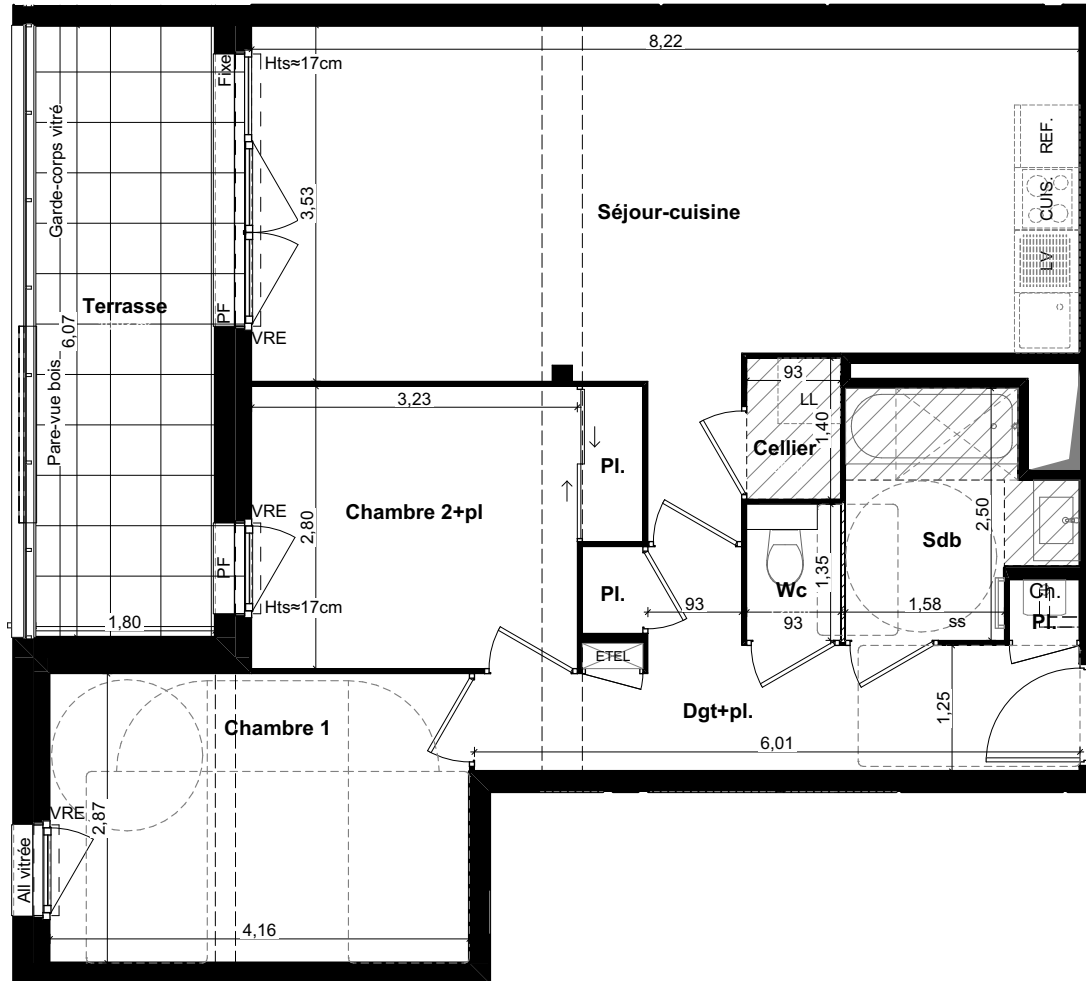 8,22
Fixe
Hts≈17cm
Garde-corps vitré
REF.
CUIS.
3,53
Séjour-cuisine
LV
Terrasse
6,07
PF
VRE
Pare-vue bois
93
3,23
LL
1,40
Cellier
Pl.
VRE
Chambre 2+pl
2,80
2,50
Sdb
PF
Hts≈17cm
Pl.
Wc
1,35
93
93
1,58
ss
Ch.
Pl.
1,80
ETEL
Chambre 1
Dgt+pl.
1,25
6,01
VRE
2,87
All vitrée
4,16